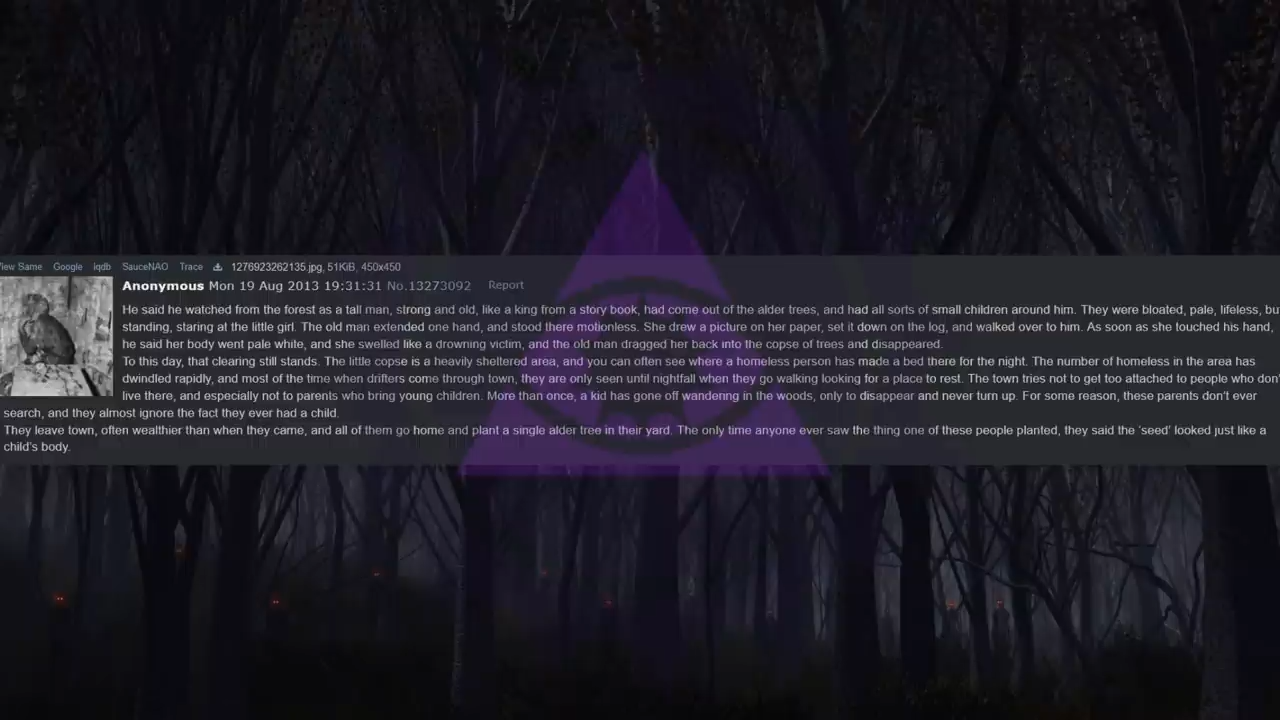 View Same Google iqdb SauceNAO Trace 1276923262135.jpg, 51KiB, 450x450
Anonymous Mon 19 Aug 2013 19:31:31 No.13273092 Report
He said he watched from the forest as a tall man, strong and old, like a king from a story book, had come out of the alder trees, and had all sorts of small children around him. They were bloated, pale, lifeless, bu
standing, staring at the little girl. The old man extended one hand, and stood there motionless. She drew a picture on her paper, set it down on the log, and walked over to him. As soon as she touched his hand,
he said her body went pale white, and she swelled like a drowning victim, and the old man dragged her back into the copse of trees and disappeared.
To this day, that clearing still stands. The little copse is a heavily sheltered area, and you can often see where a homeless person has made a bed there for the night. The number of homeless in the area has
dwindled rapidly, and most of the time when drifters come through town, they are only seen until nightfall when they go walking looking for a place to rest. The town tries not to get too attached to people who don'
live there, and especially not to parents who bring young children. More than once, a kid has gone off wandering in the woods, only to disappear and never turn up. For some reason, these parents don't ever
search, and they almost ignore the fact they ever had a child.
They leave town, often wealthier than when they came, and all of them go home and plant a single alder tree in their yard. The only time anyone ever saw the thing one of these people planted, they said the 'seed' looked just like a
child's body.